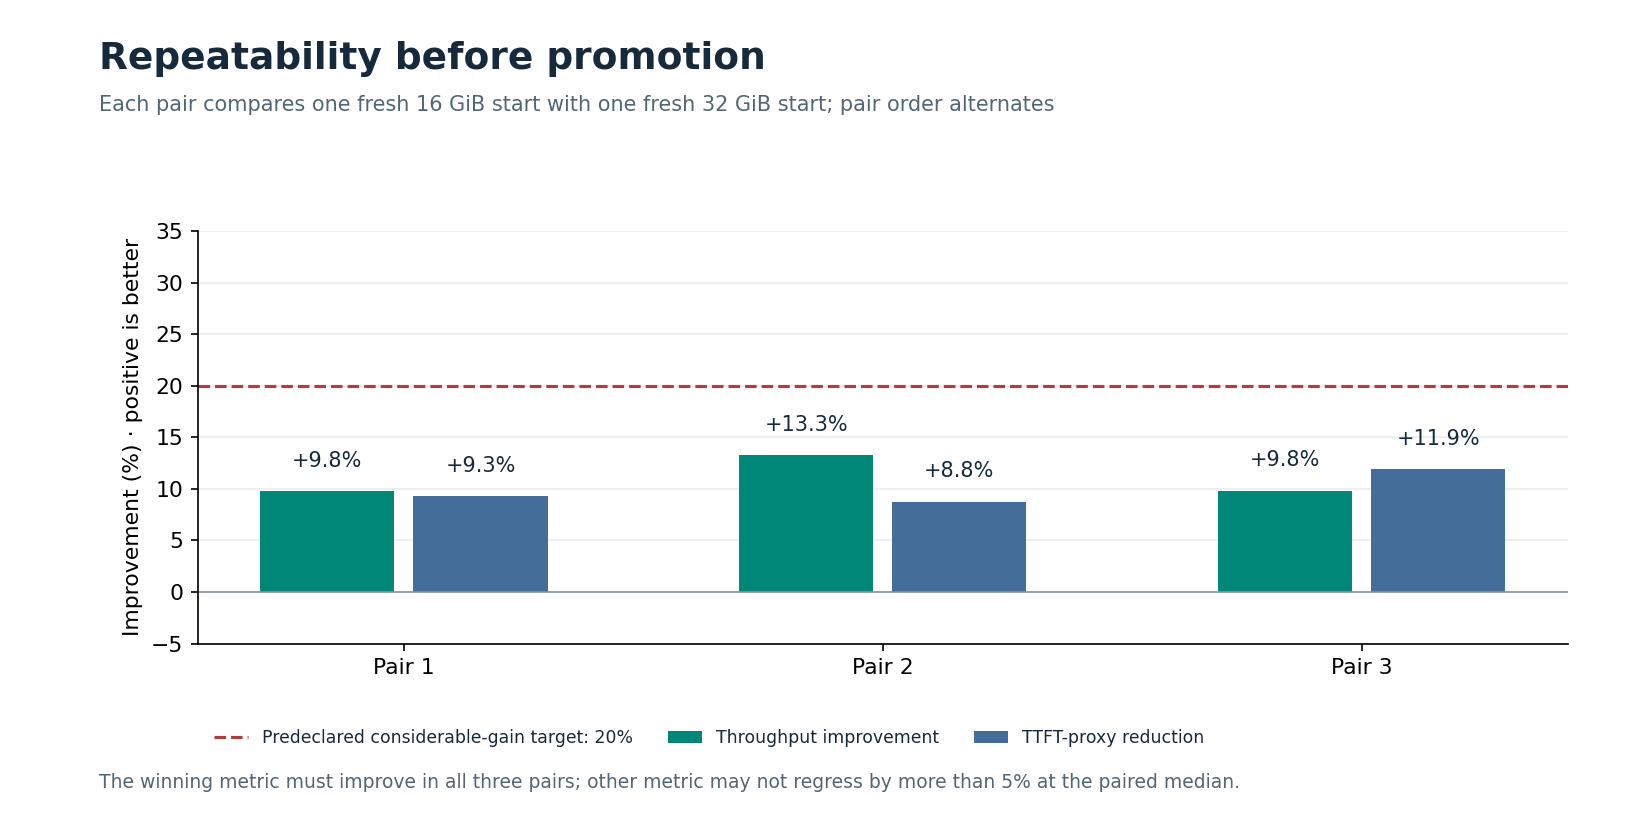 Repeatability before promotion
Each pair compares one fresh 16 GiB start with one fresh 32 GiB start; pair order alternates
Improvement (%) · positive is better
35
30
25
20
15
10
5
0
−5
+9.8%
+9.3%
+13.3%
+8.8%
+9.8%
+11.9%
Pair 1
Pair 2
Pair 3
Predeclared considerable-gain target: 20%
Throughput improvement
TTFT-proxy reduction
The winning metric must improve in all three pairs; other metric may not regress by more than 5% at the paired median.